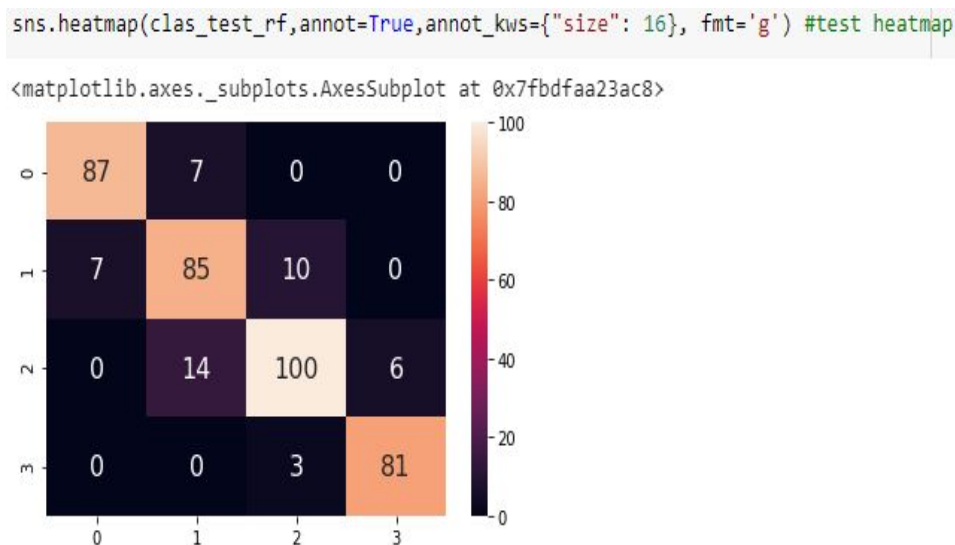 sns.heatmap(clas_test_rf,annot=True,annot_kws={"size": 16}, fmt='g') #test heatmap
<matplotlib.axes._subplots.AxesSubplot at 0x7fbdfaa23ac8>
100
0 87 7 0 0
80
1 7 85 10 0
60
2 0 14 100 6
40
20
3 0 0 3 81
0
0 1 2 3